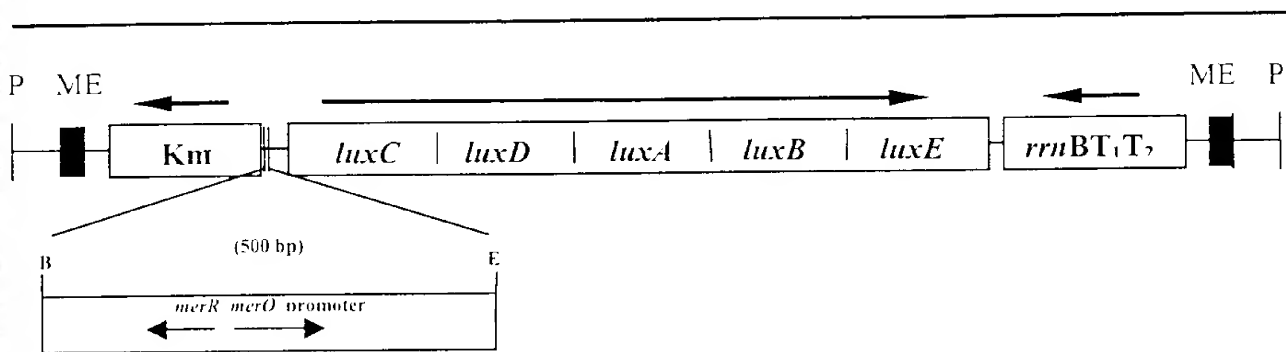 P ME ME P
Km luxC luxD luxA luxB luxE rrnBT₁T₂
(500 bp)
B E
merR merO promoter